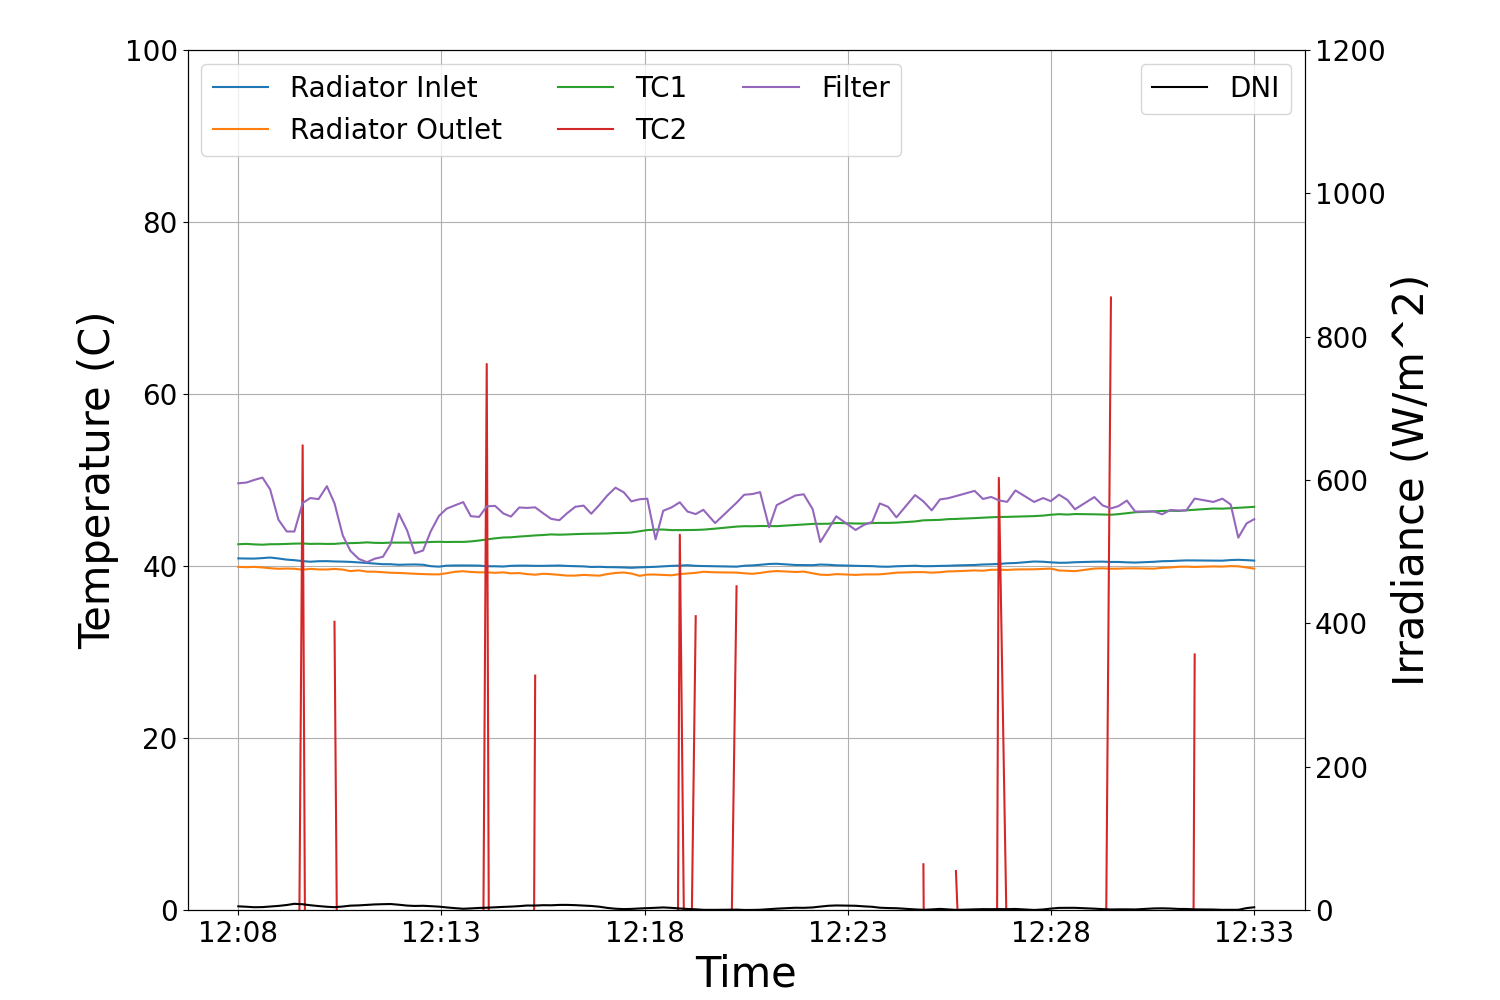 Radiator Inlet
Radiator Outlet
TC1
TC2
Filter
DNI
Temperature (C)
100
80
60
40
20
0
1200
1000
800
600
400
200
0
Irradiance (W/m^2)
12:08 12:13 12:18 12:23 12:28 12:33
Time